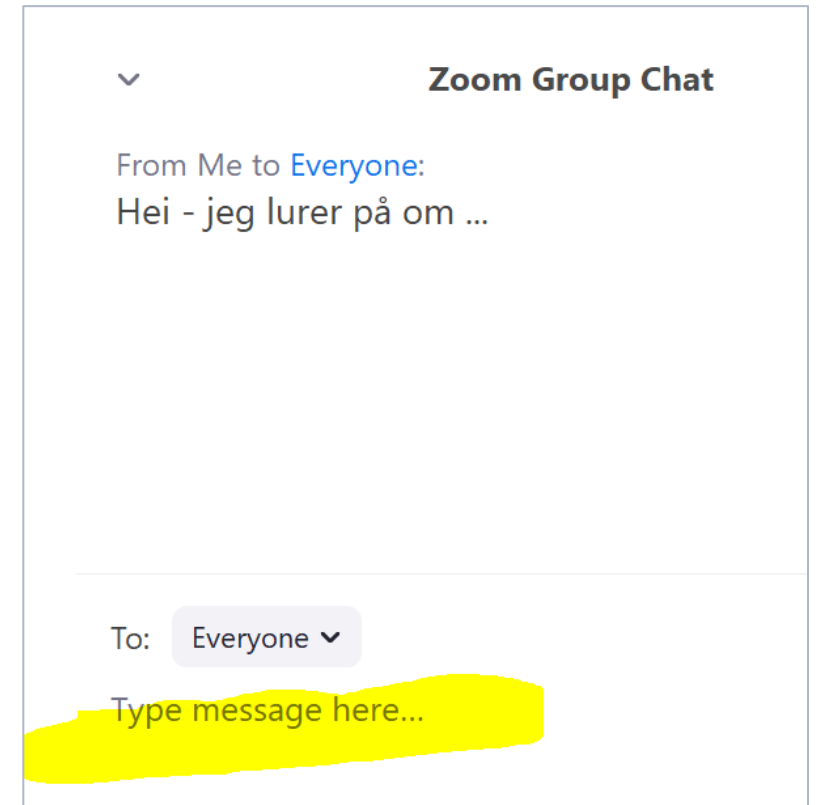 Zoom Group Chat
From Me to Everyone:
Hei - jeg lurer på om ...
To: Everyone
Type message here...